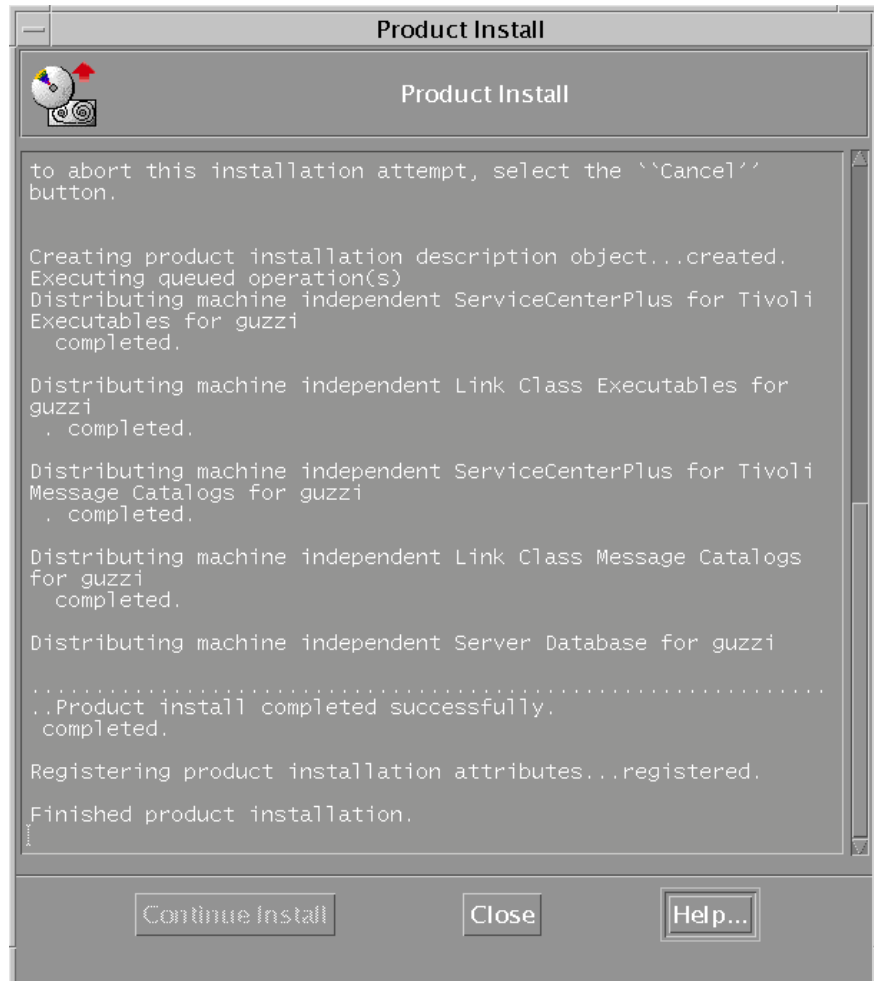 Product Install
Product Install
to abort this installation attempt, select the ``Cancel´´
button.
Creating product installation description object...created.
Executing queued operation(s)
Distributing machine independent ServiceCenterPlus for Tivoli
Executables for guzzi
completed.
Distributing machine independent Link Class Executables for
guzzi
. completed.
Distributing machine independent ServiceCenterPlus for Tivoli
Message Catalogs for guzzi
. completed.
Distributing machine independent Link Class Message Catalogs
for guzzi
completed.
Distributing machine independent Server Database for guzzi
..............................................................
..Product install completed successfully.
completed.
Registering product installation attributes...registered.
Finished product installation.
Continue Install Close Help...